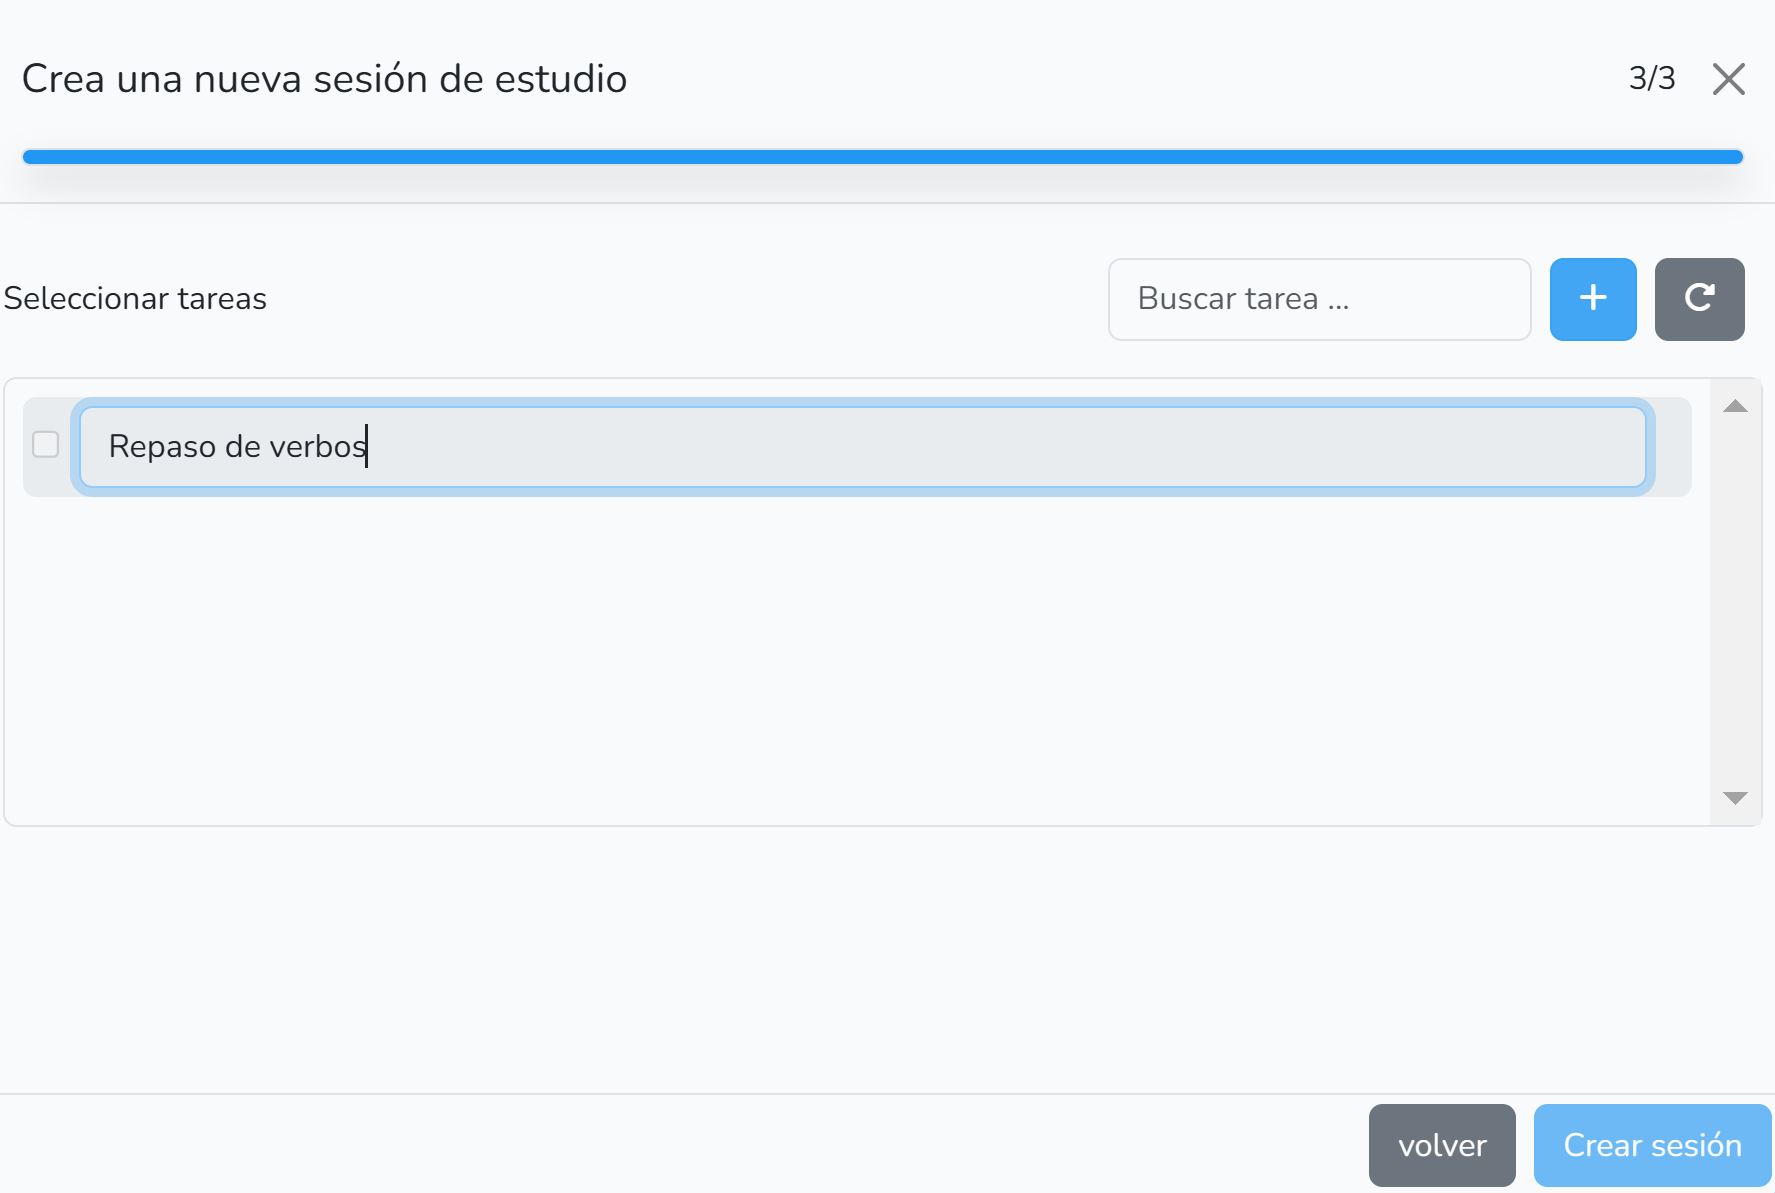 Crea una nueva sesión de estudio
3/3
Seleccionar tareas
Buscar tarea ...
Repaso de verbos
volver
Crear sesión